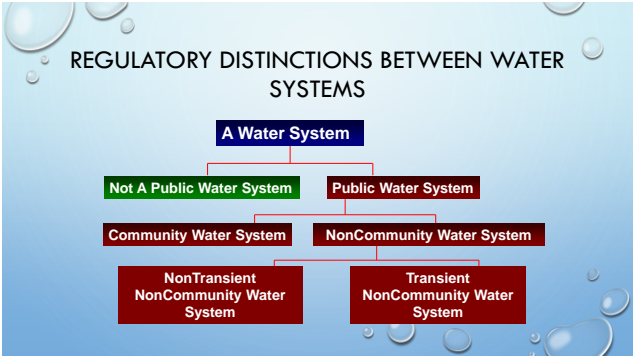 REGULATORY DISTINCTIONS BETWEEN WATER
SYSTEMS
A Water System
Not A Public Water System
Public Water System
Community Water System
NonCommunity Water System
NonTransient
NonCommunity Water
System
Transient
NonCommunity Water
System